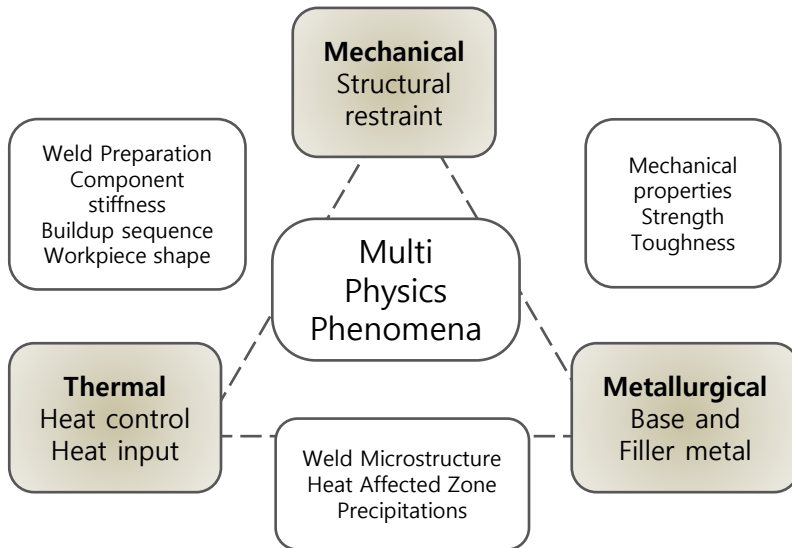 Mechanical
Structural
restraint
Weld Preparation
Component
stiffness
Buildup sequence
Workpiece shape
Mechanical
properties
Strength
Toughness
Multi
Physics
Phenomena
Thermal
Heat control
Heat input
Metallurgical
Base and
Filler metal
Weld Microstructure
Heat Affected Zone
Precipitations